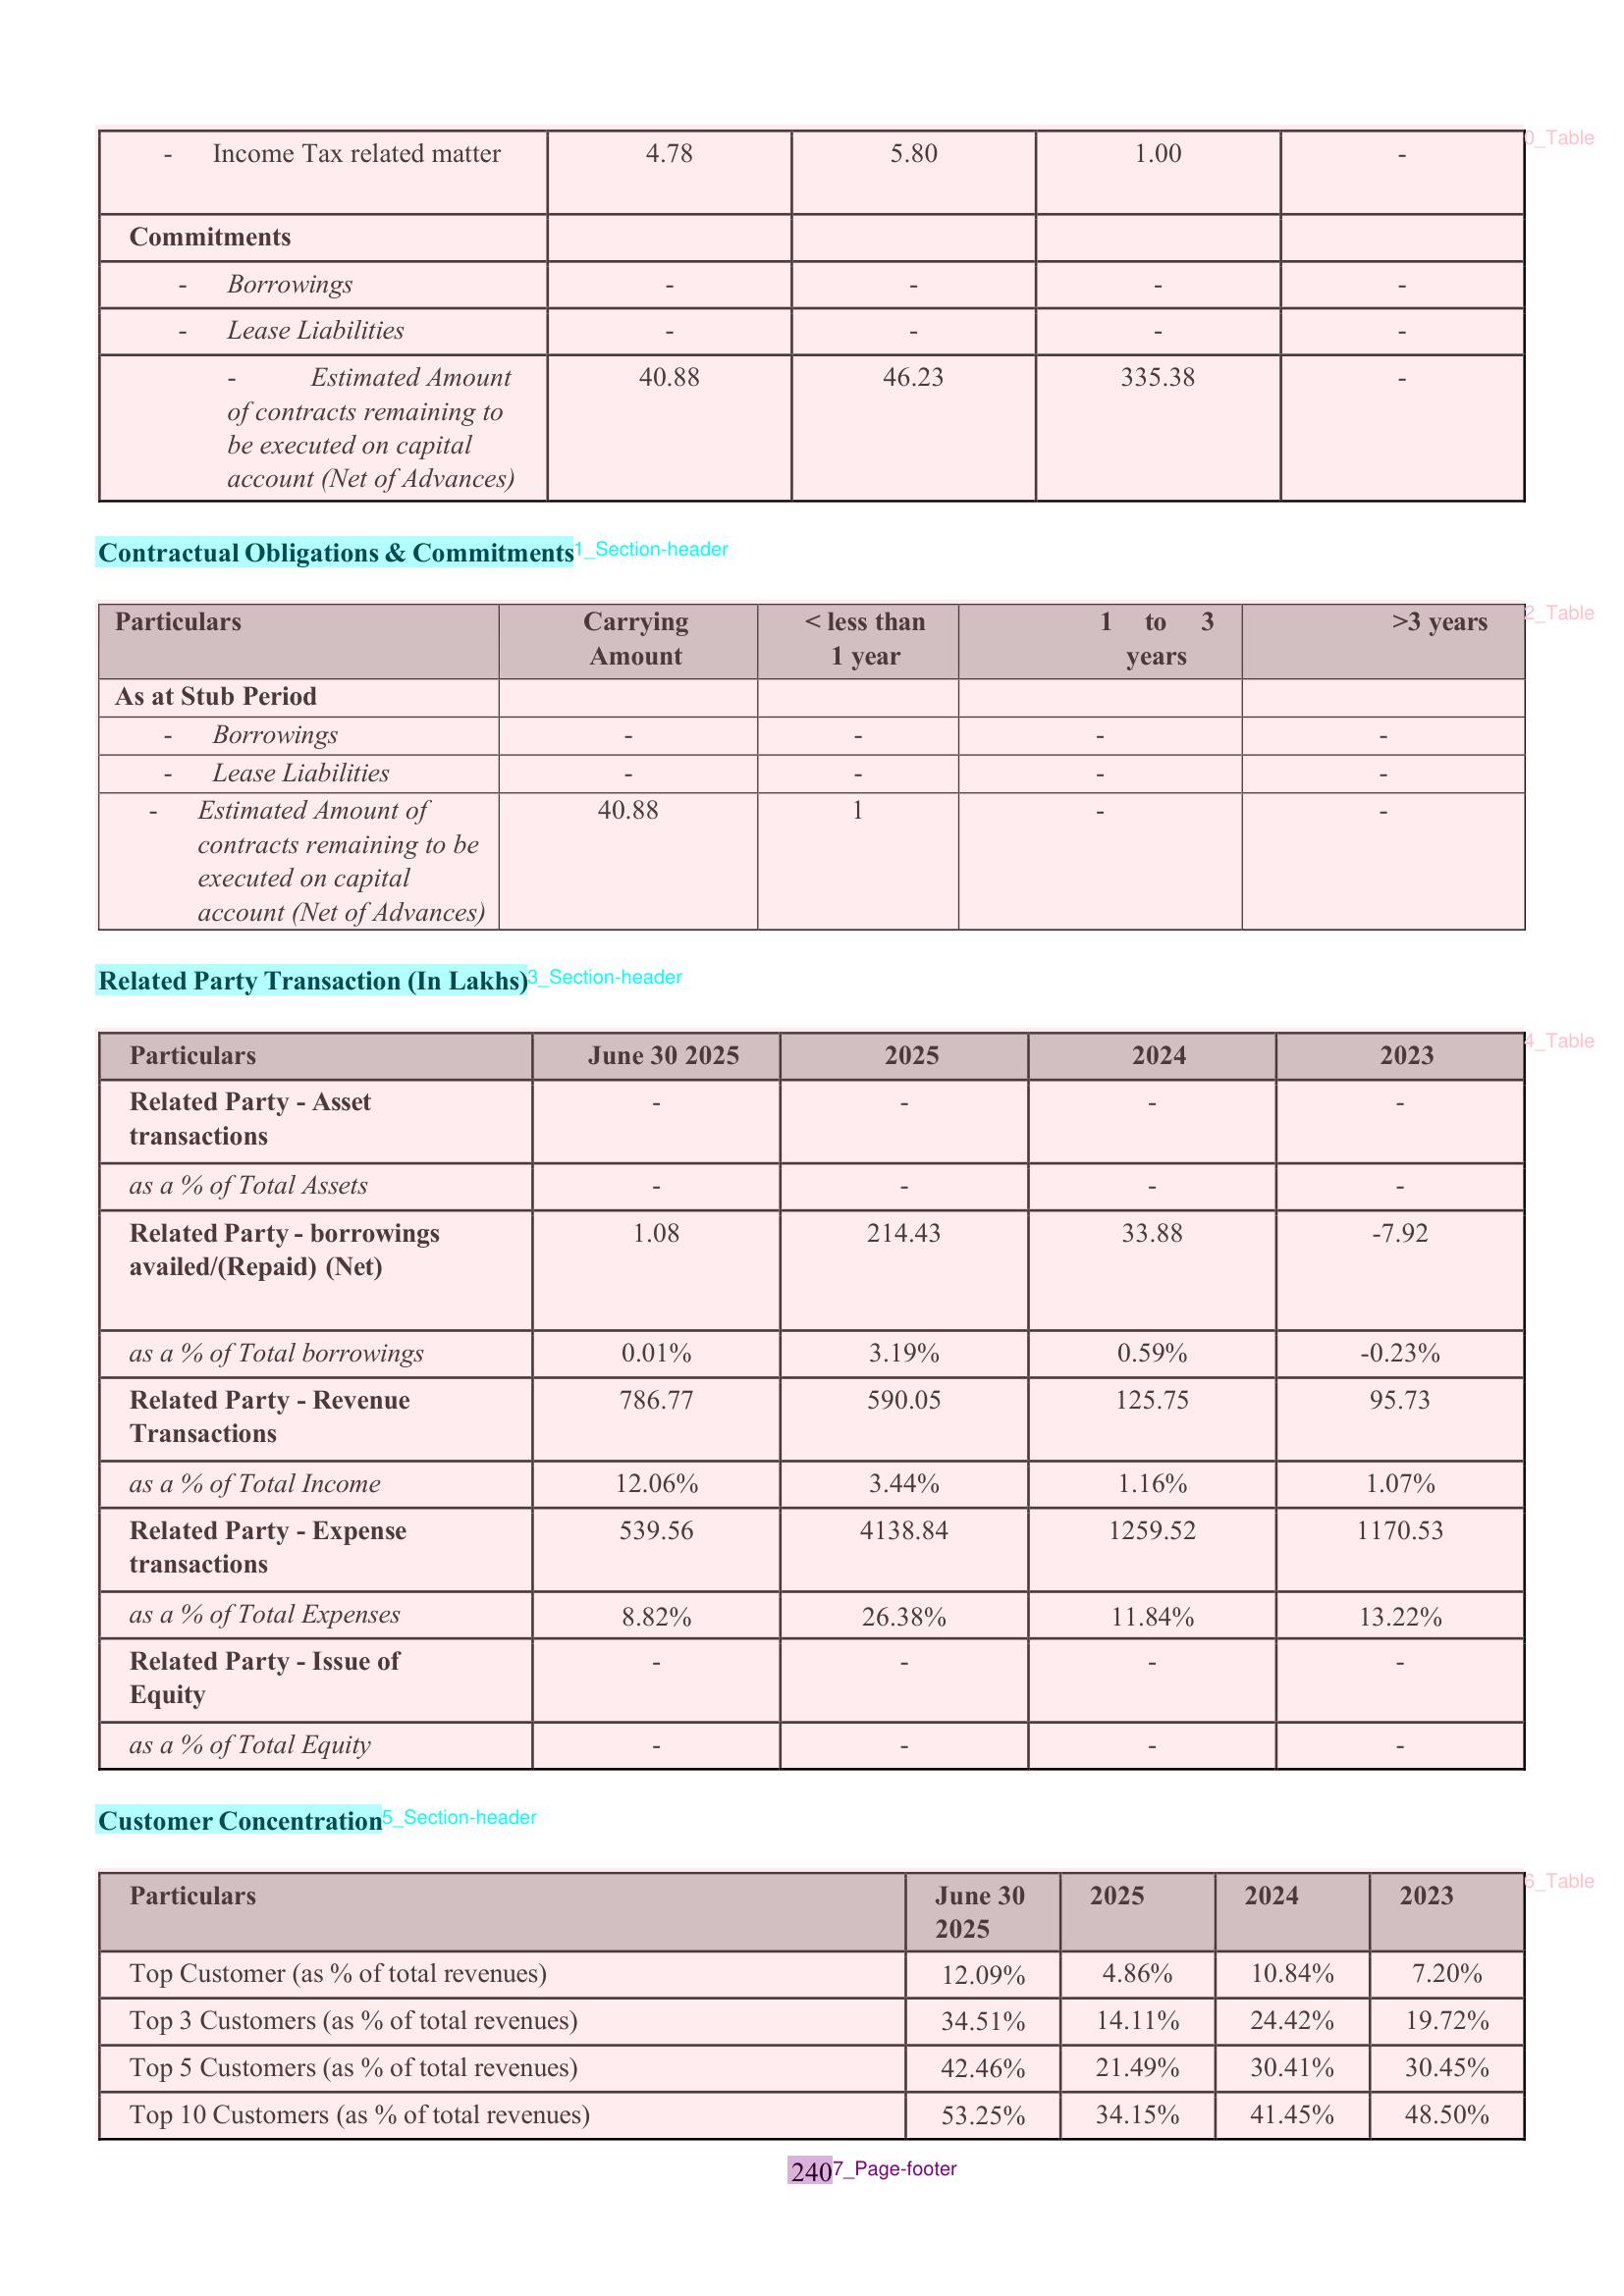 - Income Tax related matter 4.78 5.80 1.00 -
0_Table
Commitments
- Borrowings - - - -
- Lease Liabilities - - - -
- Estimated Amount 40.88 46.23 335.38 -
of contracts remaining to
be executed on capital
account (Net of Advances)
Contractual Obligations & Commitments 1_Section-header
Particulars Carrying < less than 1 to 3 >3 years
2_Table
Amount 1 year years
As at Stub Period
- Borrowings - - - -
- Lease Liabilities - - - -
- Estimated Amount of 40.88 1 - -
contracts remaining to be
executed on capital
account (Net of Advances)
Related Party Transaction (In Lakhs) 3_Section-header
Particulars June 30 2025 2025 2024 2023
4_Table
Related Party - Asset - - - -
transactions
as a % of Total Assets - - - -
Related Party - borrowings 1.08 214.43 33.88 -7.92
availed/(Repaid) (Net)
as a % of Total borrowings 0.01% 3.19% 0.59% -0.23%
Related Party - Revenue 786.77 590.05 125.75 95.73
Transactions
as a % of Total Income 12.06% 3.44% 1.16% 1.07%
Related Party - Expense 539.56 4138.84 1259.52 1170.53
transactions
as a % of Total Expenses 8.82% 26.38% 11.84% 13.22%
Related Party - Issue of - - - -
Equity
as a % of Total Equity - - - -
Customer Concentration 5_Section-header
Particulars June 30 2025 2024 2023
6_Table
2025
Top Customer (as % of total revenues) 12.09% 4.86% 10.84% 7.20%
Top 3 Customers (as % of total revenues) 34.51% 14.11% 24.42% 19.72%
Top 5 Customers (as % of total revenues) 42.46% 21.49% 30.41% 30.45%
Top 10 Customers (as % of total revenues) 53.25% 34.15% 41.45% 48.50%
240 7_Page-footer